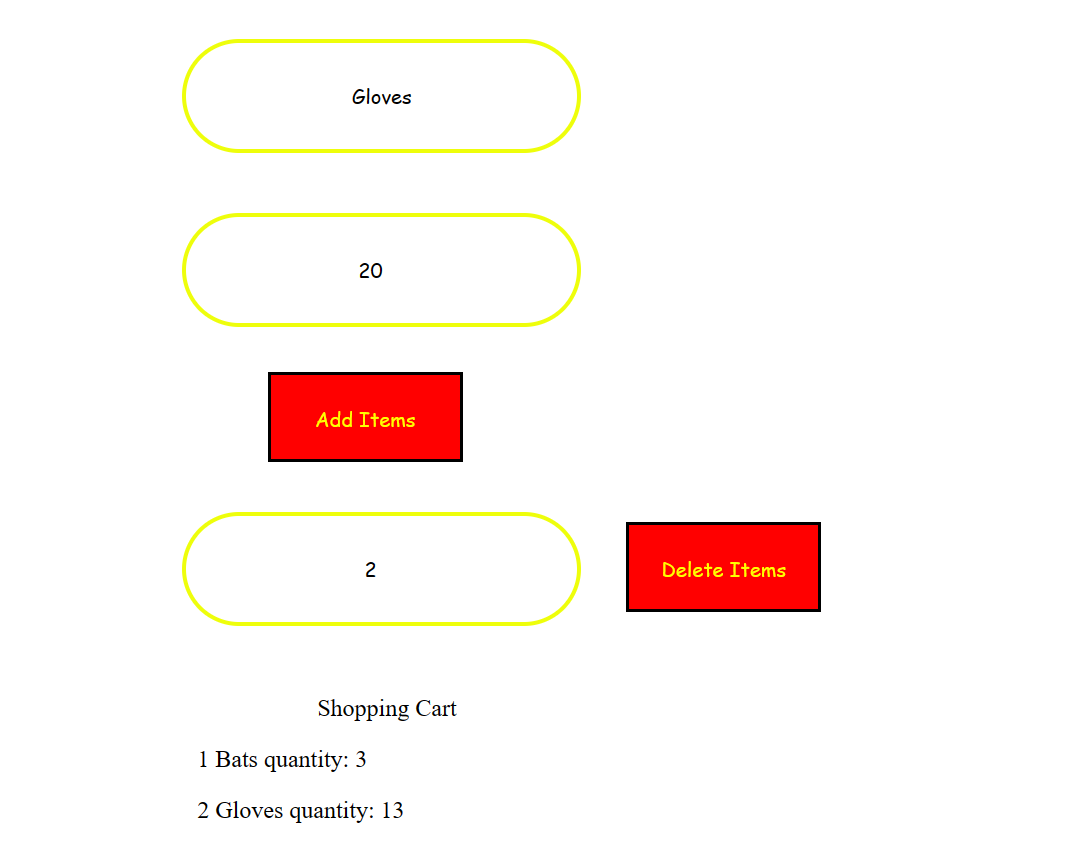 Gloves
20
Add Items
2
Delete Items
Shopping Cart
1 Bats quantity: 3
2 Gloves quantity: 13